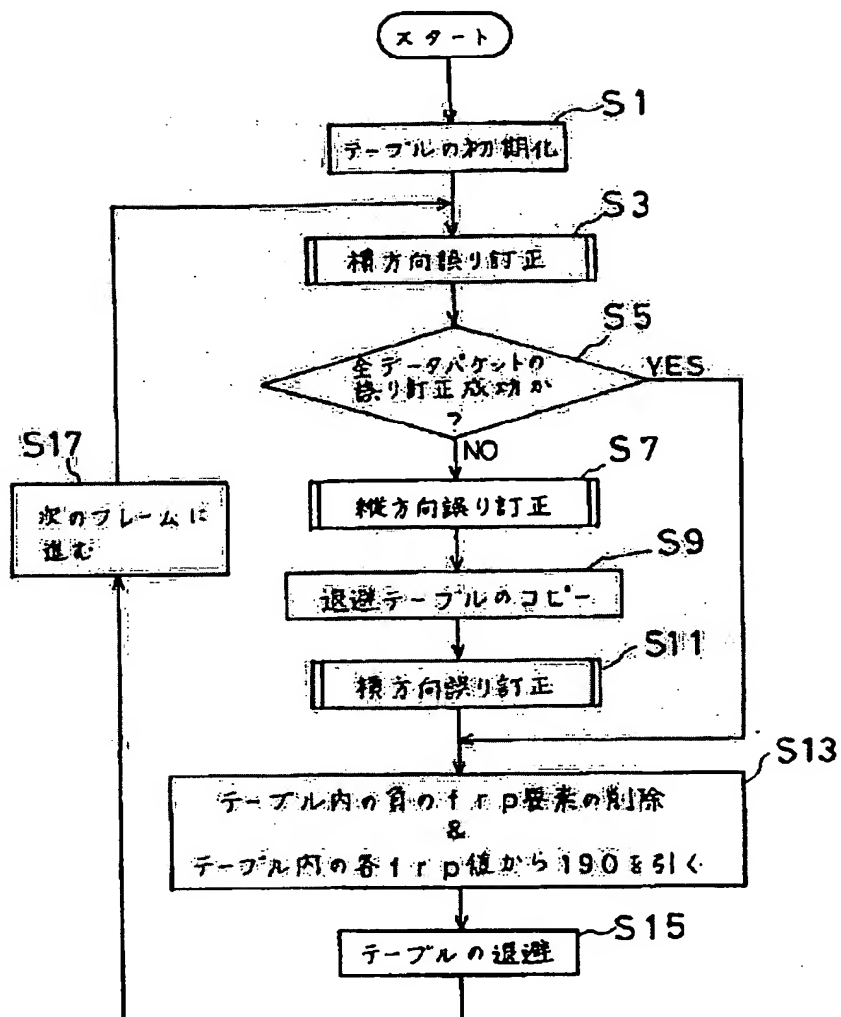 スタート
S1
テーブルの初期化
S3
横方向誤り訂正
S5
全データパケットの
誤り訂正成功か
?
YES
NO
S17
次のフレームに
進む
S7
縦方向誤り訂正
S9
退避テーブルのコピー
S11
横方向誤り訂正
S13
テーブル内の負のfrp要素の削除
&
テーブル内の各frp値から190を引く
S15
テーブルの退避